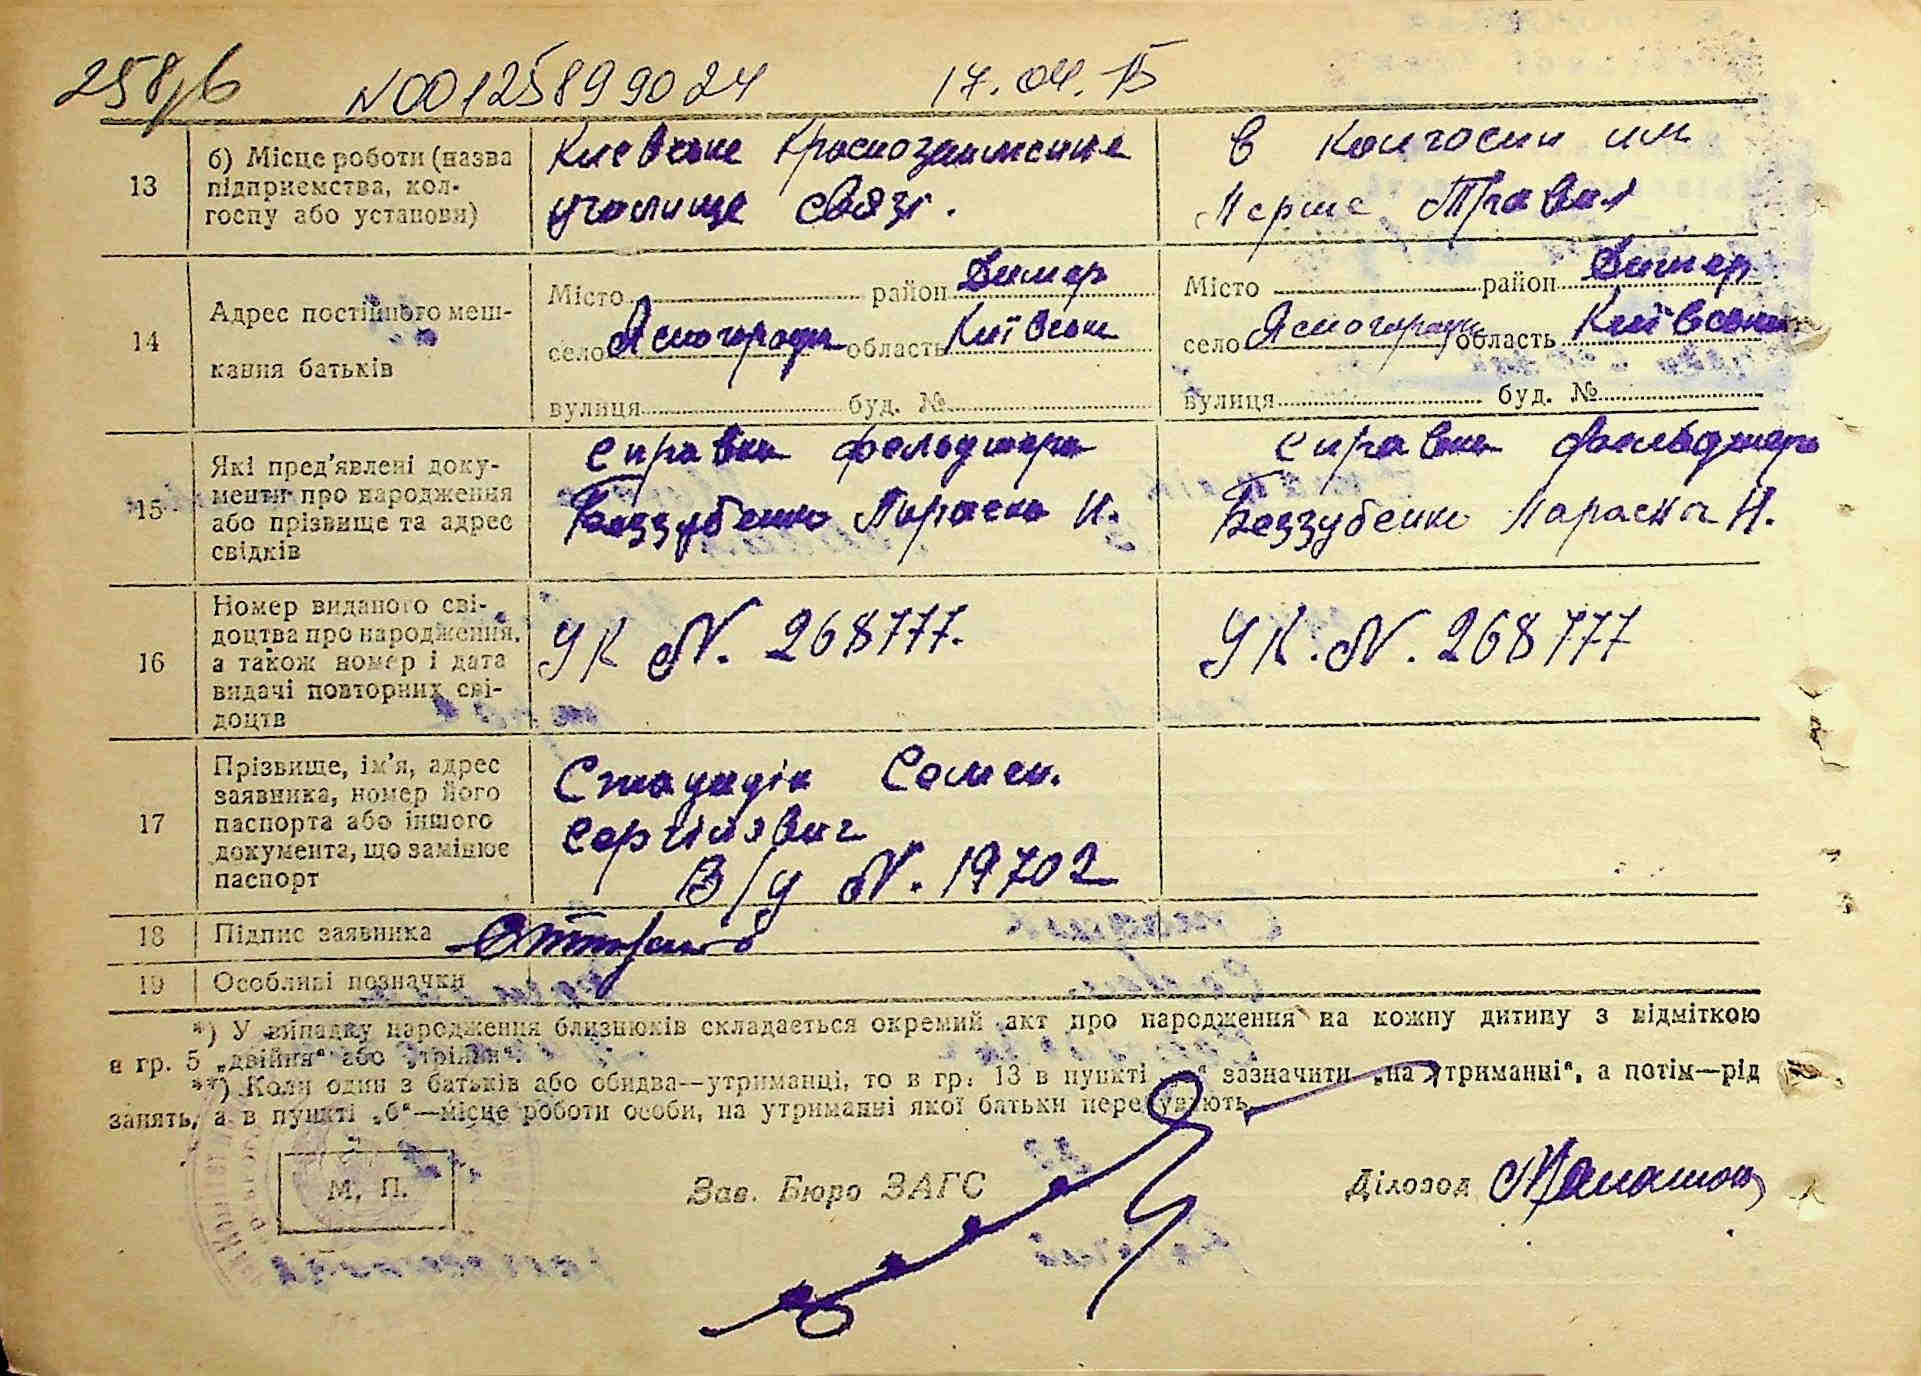 258/6 N00125899024 17.04.15
13
б) Місце роботи (назва
підприємства, кол-
госпу або установи)
Киевське Краснознаменне
училище связі.
в колгоспи им
Перше Травня
14
Адрес постійного меш-
кання батьків
Місто район Димер
село Ясногородка область Київська
вулиця буд. №
Місто район Димер
село Ясногородка область Київська
вулиця буд. №
15
Які пред'явлені доку-
менти про народження
або прізвище та адрес
свідків
Справка фельдшера
Беззубенко Параска Н.
Справка фельдшера
Беззубенко Параска Н.
16
Номер виданого сві-
доцтва про народження,
а також номер і дата
видачі повторних сві-
доцтв
УК N. 268777.
УК. N. 268777
17
Прізвище, ім'я, адрес
заявника, номер його
паспорта або іншого
документа, що замінює
паспорт
Семен
Сергійович
В/у N. 19702
18 Підпис заявника
19 Особливі позначки
*) У випадку народження близнюків складається окремий акт про народження на кожну дитину з відміткою
в гр. 5 „двійня“ або „трійня“
**) Коли один з батьків або обидва—утриманці, то в гр. 13 в пункті „а“ зазначити „на утриманні“, а потім—рід
занять, а в пункті „б“—місце роботи особи, на утриманні якої батьки перебувають.
М. П.
Зав. Бюро ЗАГС
Діловод